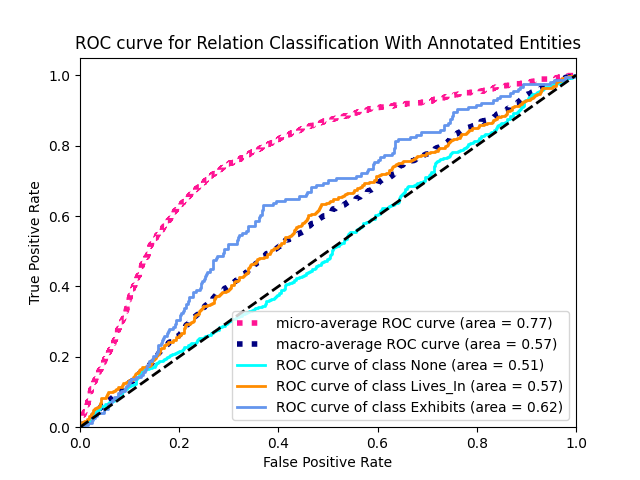 ROC curve for Relation Classification With Annotated Entities
True Positive Rate
1.0
0.8
0.6
0.4
0.2
0.0
micro-average ROC curve (area = 0.77)
macro-average ROC curve (area = 0.57)
ROC curve of class None (area = 0.51)
ROC curve of class Lives_In (area = 0.57)
ROC curve of class Exhibits (area = 0.62)
0.0 0.2 0.4 0.6 0.8 1.0
False Positive Rate